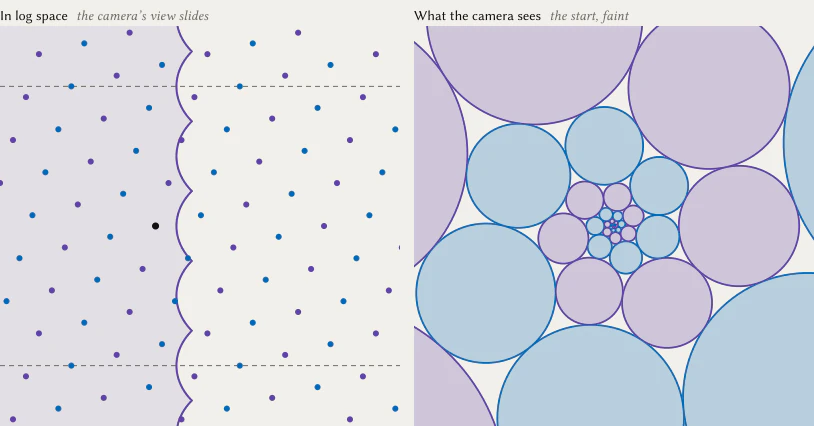 In log space the camera’s view slides
What the camera sees the start, faint